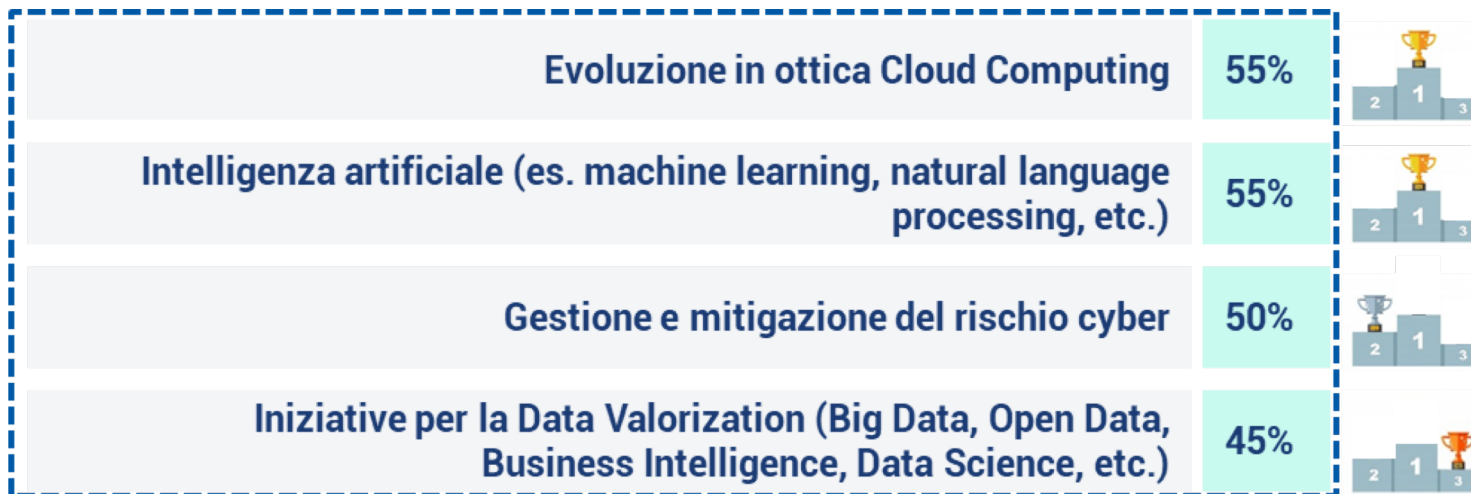 Evoluzione in ottica Cloud Computing
55%
2 1 3
Intelligenza artificiale (es. machine learning, natural language
processing, etc.)
55%
2 1 3
Gestione e mitigazione del rischio cyber
50%
2 1 3
Iniziative per la Data Valorization (Big Data, Open Data,
Business Intelligence, Data Science, etc.)
45%
2 1 3